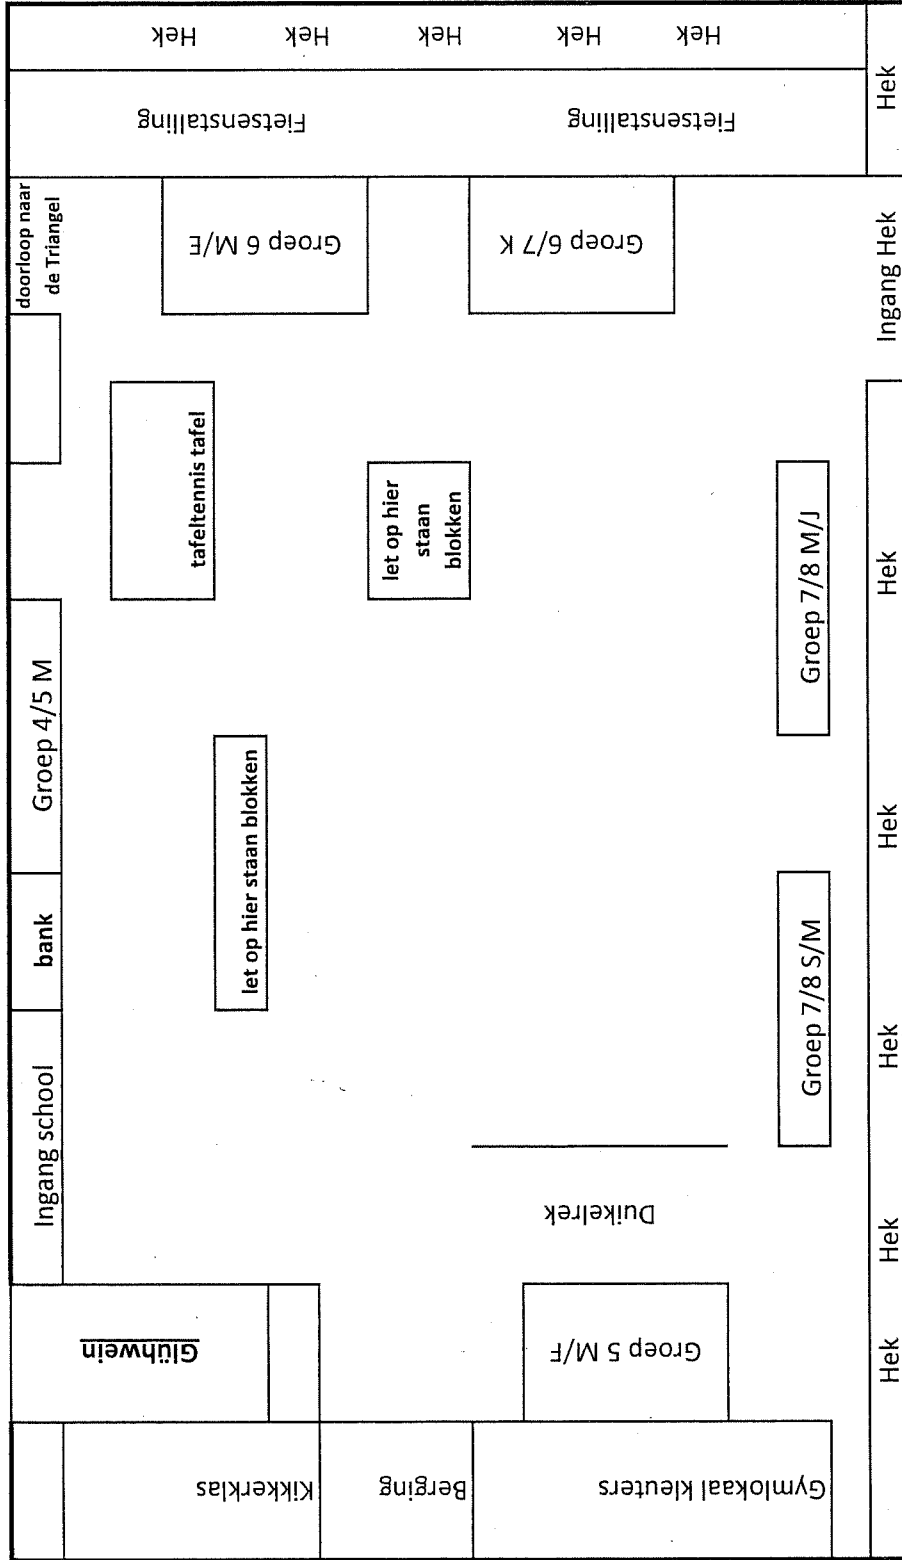 Hek
Hek
Hek
Hek
Hek
Fietsenstalling
Fietsenstalling
Hek
doorloop naar
de Triangel
Groep 6 M/E
Groep 6/7 K
Ingang Hek
tafeltennis tafel
let op hier
staan
blokken
Groep 7/8 M/J
Hek
Groep 4/5 M
let op hier staan blokken
Hek
bank
Groep 7/8 S/M
Hek
Ingang school
Duikelrek
Hek
Glühwein
Groep 5 M/F
Hek
Kikkerklas
Berging
Gymlokaal kleuters